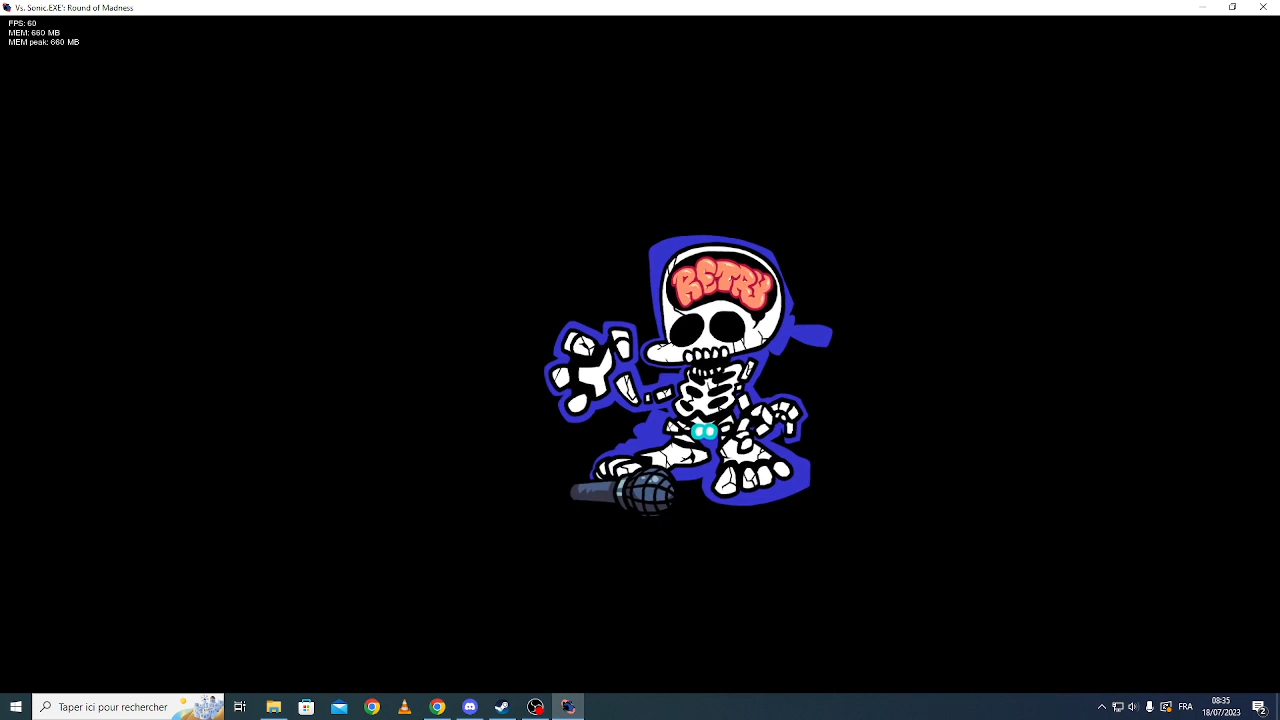 Vs. Sonic.EXE': Round of Madness
FPS: 60
MEM: 660 MB
MEM peak: 660 MB
RETRY
Taper ici pour rechercher
FRA
08:35
18/07/2023
2